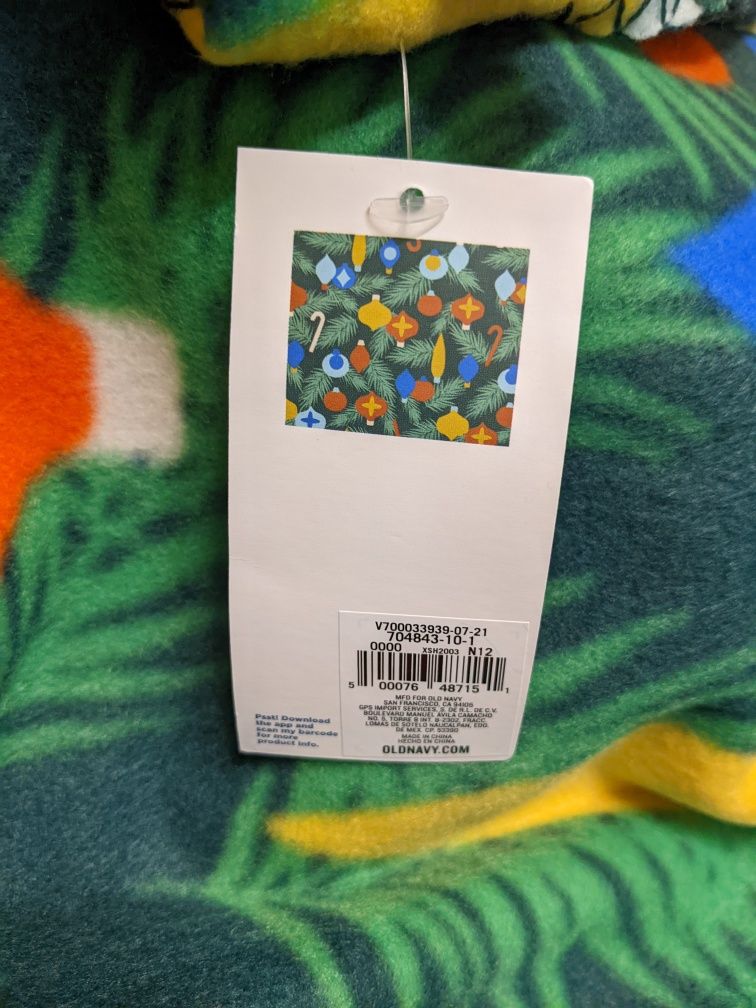 V700033939-07-21
704843-10-1
0000 XSH2003 N12
5 00076 48715 1
MFD FOR OLD NAVY
SAN FRANCISCO, CA 94105
GPS IMPORT SERVICES, S. DE R.L. DE C.V.
BOULEVARD MANUEL AVILA CAMACHO
NO. 5, TORRE B INT. B-2302, FRACC.
LOMAS DE SOTELO NAUCALPAN, EDO.
DE MEX. CP. 53390
MADE IN CHINA
HECHO EN CHINA
OLDNAVY.COM
Psst! Download
the app and
scan my barcode
for more
product info.